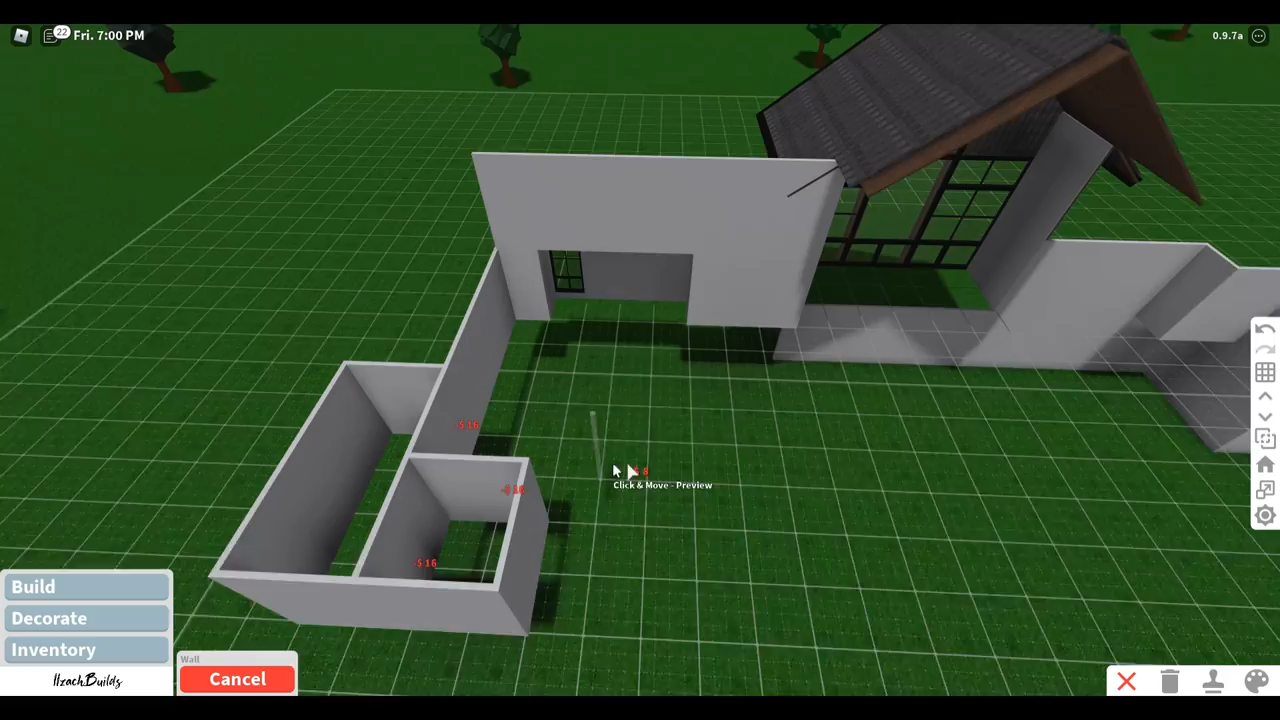 22 Fri. 7:00 PM
0.9.7a
-$ 16
8
Click & Move - Preview
-$ 16
-$ 16
Build
Decorate
Inventory
IlzachBuilds
Wall
Cancel